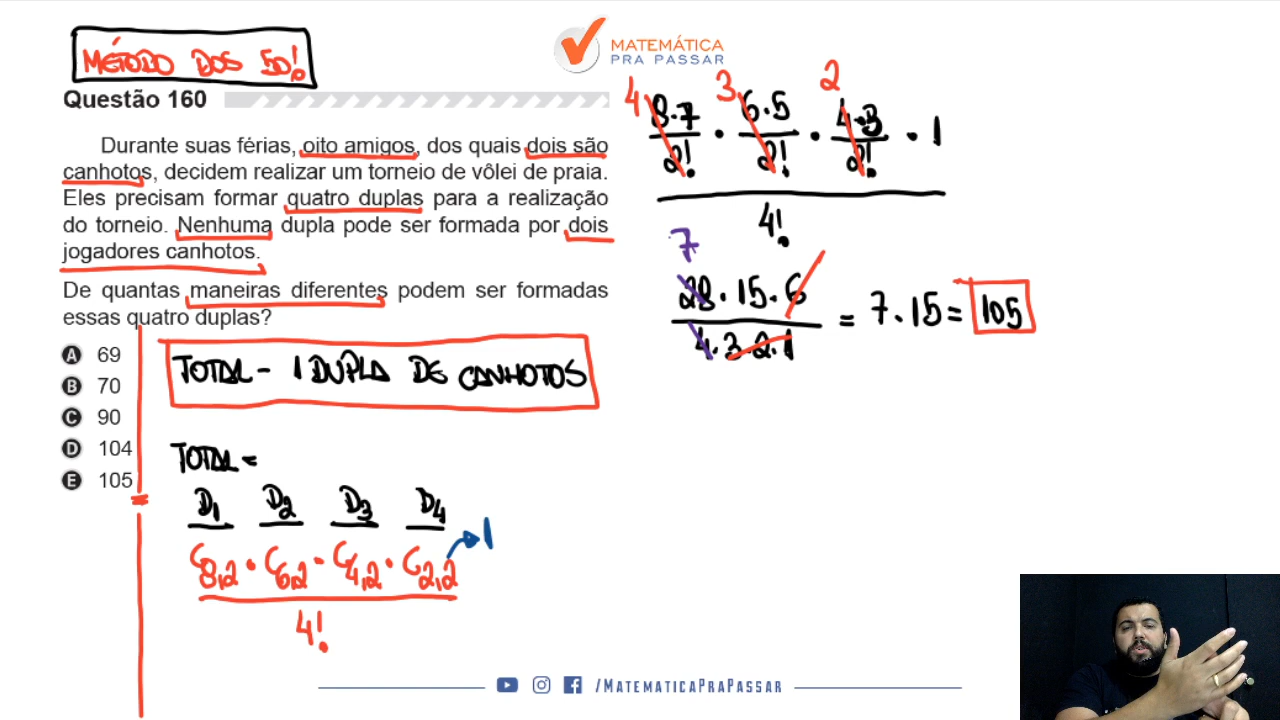 MÉTODO DOS 50!
MATEMÁTICA
PRA PASSAR
Questão 160
Durante suas férias, oito amigos, dos quais dois são
canhotos, decidem realizar um torneio de vôlei de praia.
Eles precisam formar quatro duplas para a realização
do torneio. Nenhuma dupla pode ser formada por dois
jogadores canhotos.
De quantas maneiras diferentes podem ser formadas
essas quatro duplas?
A 69
B 70
C 90
D 104
E 105
TOTAL - 1 DUPLA DE CANHOTOS
TOTAL =
D1 D2 D3 D4
C8,2 · C6,2 · C4,2 · C2,2 → 1
4!
4 3 2
8·7 · 6·5 · 4·3 · 1
2! 2! 2!
4!
7
28 · 15 · 6 = 7 · 15 = 105
4 · 3 · 2 · 1
/MatematicaPraPassar